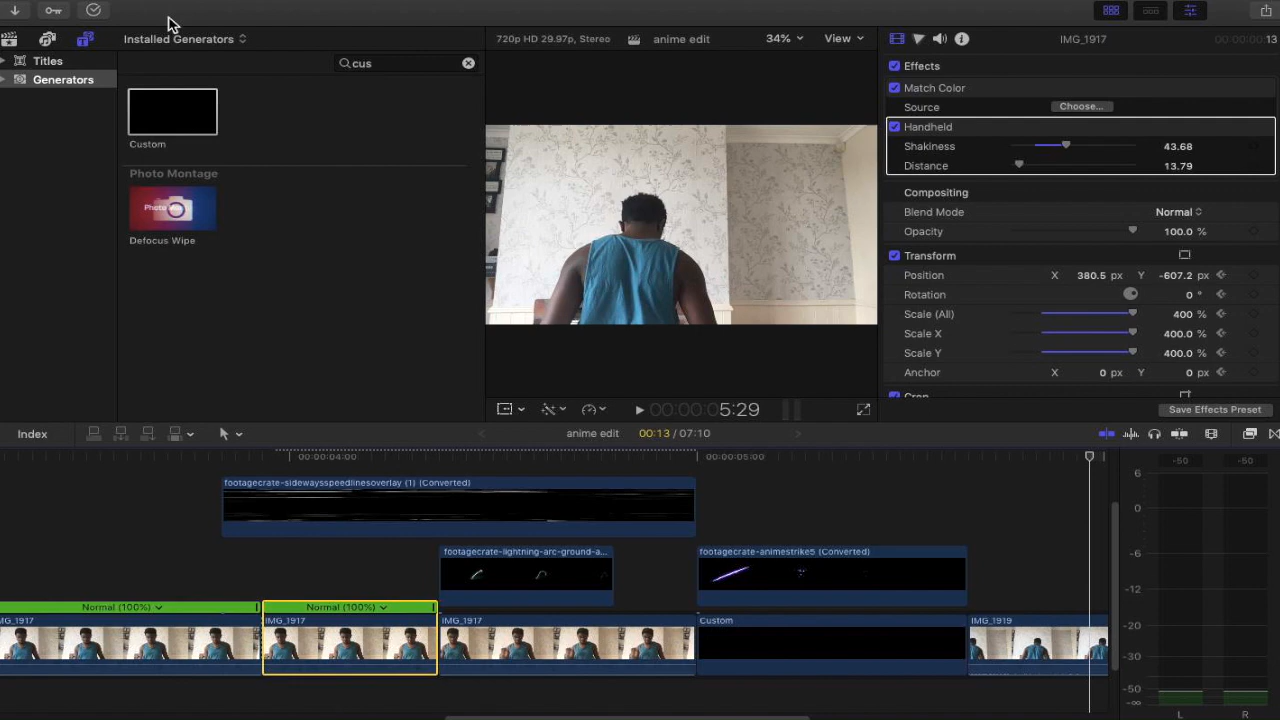 Installed Generators
720p HD 29.97p, Stereo
anime edit
34%
View
IMG_1917
00:00:00
13
Titles
cus
Effects
Generators
Match Color
Source
Choose...
Handheld
Custom
Shakiness
43.68
Distance
13.79
Photo Montage
Compositing
Blend Mode
Normal
Defocus Wipe
Opacity
100.0 %
Transform
Position X 380.5 px Y -607.2 px
Rotation 0 °
Scale (All) 400 %
Scale X 400.0 %
Scale Y 400.0 %
Anchor X 0 px Y 0 px
Crop
00:00:00:05:29
Save Effects Preset
Index
anime edit
00:13 / 07:10
00:00:04:00
00:00:05:00
-50
-50
footagecrate-sidewaysspeedlinesoverlay (1) (Converted)
footagecrate-lightning-arc-ground-a...
footagecrate-animestrike5 (Converted)
Normal (100%)
Normal (100%)
IMG_1917
IMG_1917
IMG_1917
Custom
IMG_1919
6
0
-6
-12
-20
-30
-50
-∞
L
R